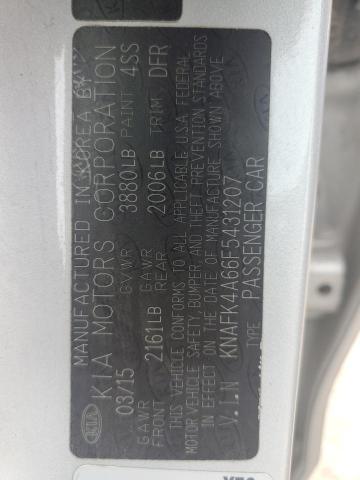 MANUFACTURED IN KOREA BY
KIA MOTORS CORPORATION
03/15 GVWR 3880LB PAINT 4SS
GAWR FRONT 2161LB GAWR REAR 2006LB TRIM DFR
THIS VEHICLE CONFORMS TO ALL APPLICABLE U.S.A. FEDERAL
MOTOR VEHICLE SAFETY, BUMPER, AND THEFT PREVENTION STANDARDS
IN EFFECT ON THE DATE OF MANUFACTURE SHOWN ABOVE
V.I.N KNAFK4A66F5431207
TYPE PASSENGER CAR
KIA